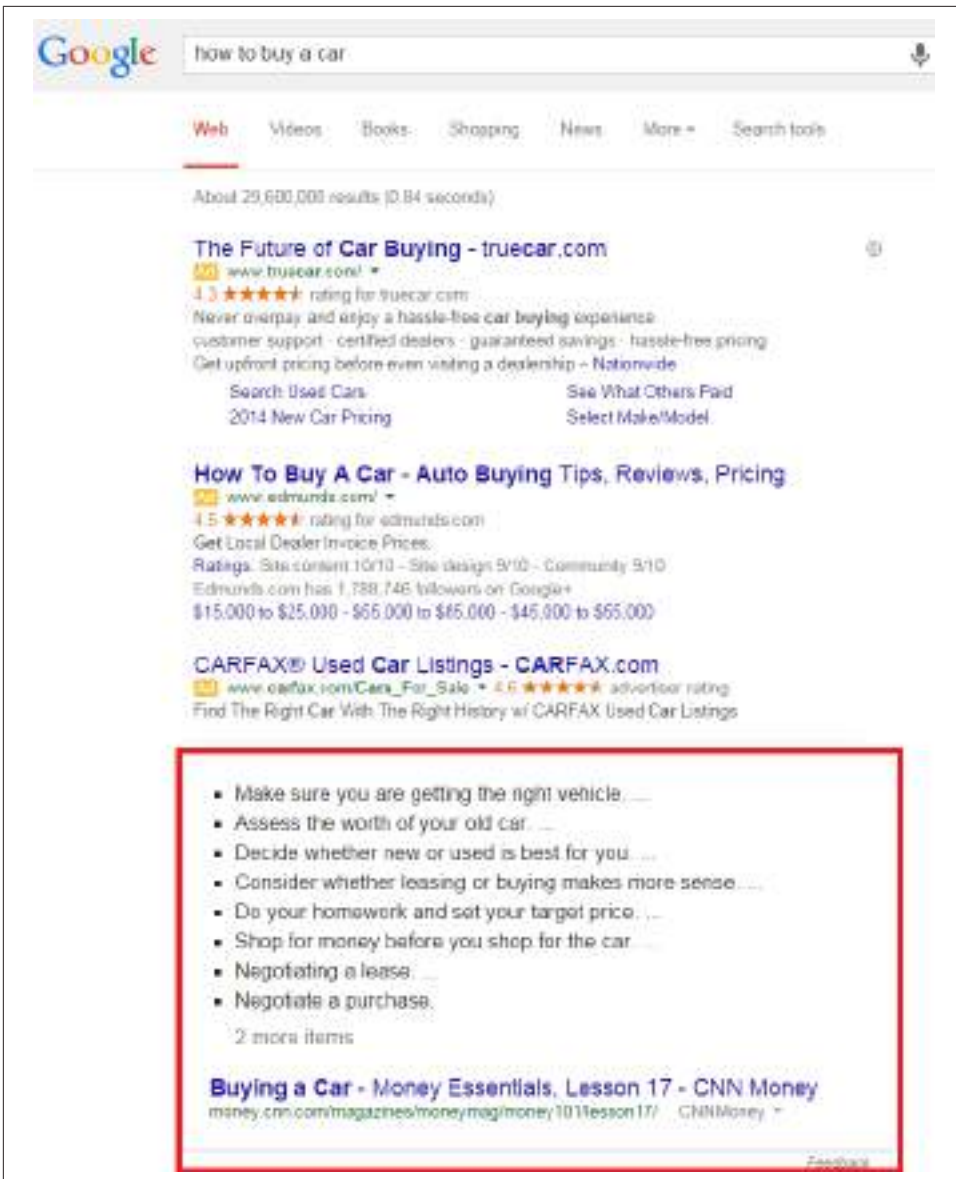 Google how to buy a car
Web Videos Books Shopping News More Search tools
About 29,600,000 results (0.84 seconds)
The Future of Car Buying - truecar.com
Ad www.truecar.com/
4.3 ★★★★★ rating for truecar.com
Never overpay and enjoy a hassle-free car buying experience
customer support · certified dealers · guaranteed savings · hassle-free pricing
Get upfront pricing before even visiting a dealership – Nationwide
Search Used Cars See What Others Paid
2014 New Car Pricing Select Make/Model
How To Buy A Car - Auto Buying Tips, Reviews, Pricing
Ad www.edmunds.com/
4.5 ★★★★★ rating for edmunds.com
Get Local Dealer Invoice Prices.
Ratings: Site content 10/10 - Site design 9/10 - Community 9/10
Edmunds.com has 1,788,746 followers on Google+
$15,000 to $25,000 - $55,000 to $65,000 - $45,000 to $55,000
CARFAX® Used Car Listings - CARFAX.com
Ad www.carfax.com/Cars_For_Sale 4.6 ★★★★★ advertiser rating
Find The Right Car With The Right History w/ CARFAX Used Car Listings
▪ Make sure you are getting the right vehicle. ...
▪ Assess the worth of your old car. ...
▪ Decide whether new or used is best for you. ...
▪ Consider whether leasing or buying makes more sense. ...
▪ Do your homework and set your target price. ...
▪ Shop for money before you shop for the car. ...
▪ Negotiating a lease. ...
▪ Negotiate a purchase.
2 more items
Buying a Car - Money Essentials, Lesson 17 - CNN Money
money.cnn.com/magazines/moneymag/money101/lesson17/ CNNMoney
Feedback